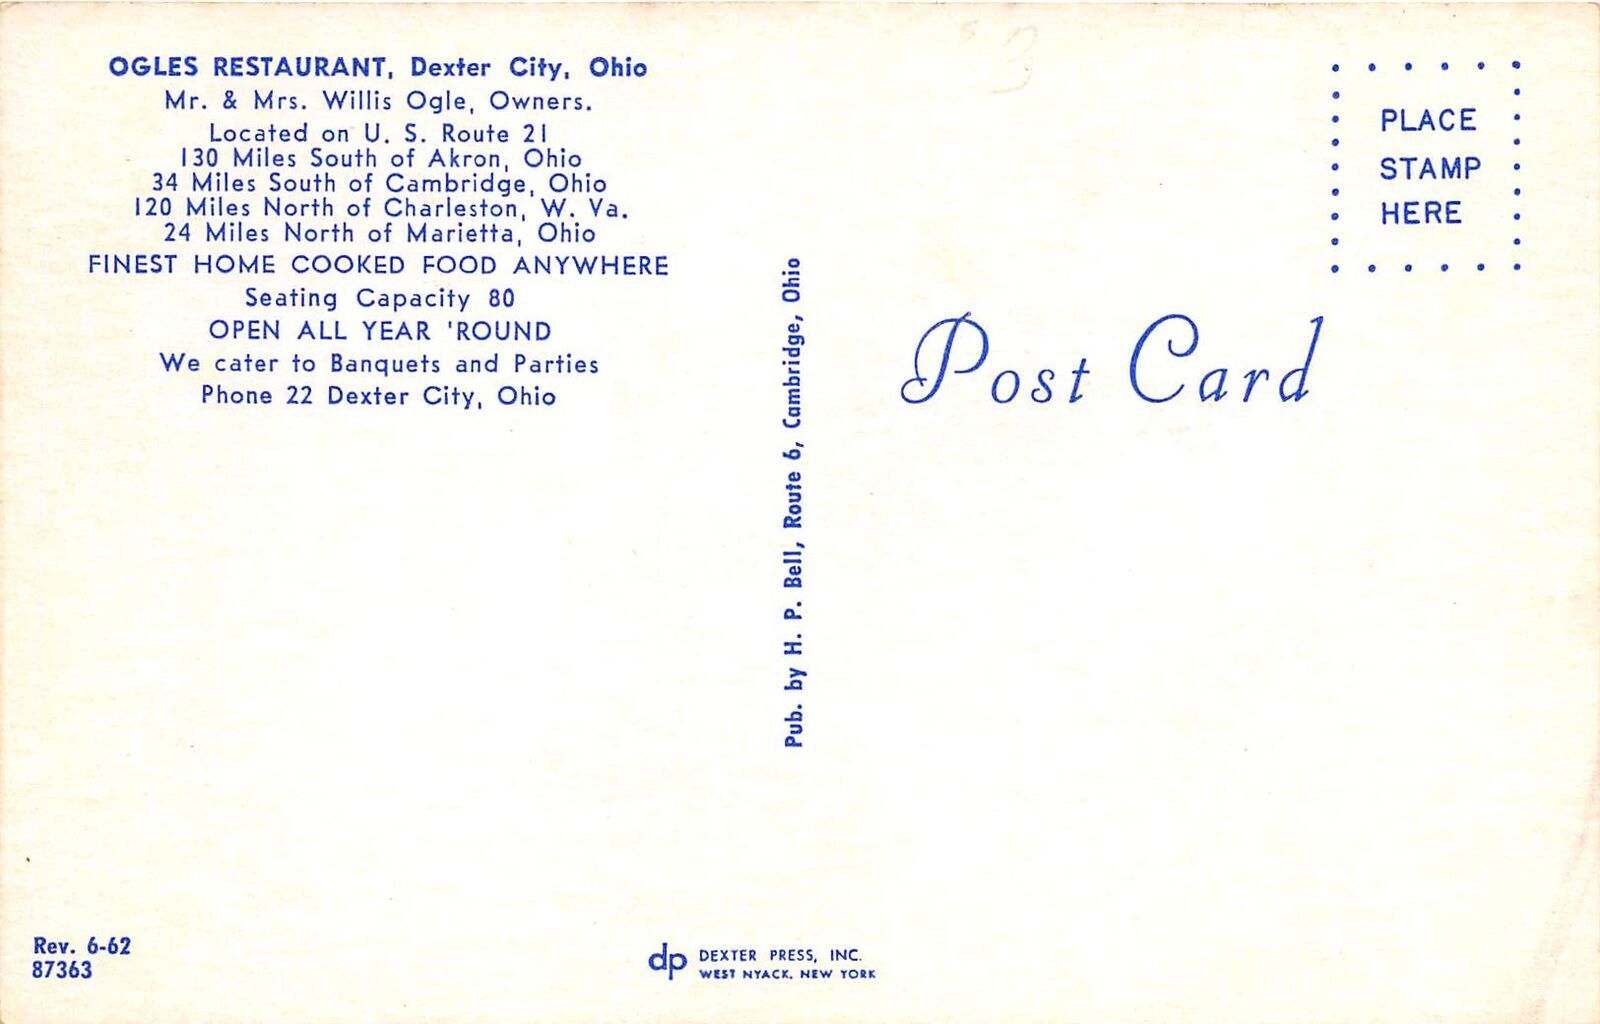 OGLES RESTAURANT, Dexter City, Ohio
Mr. & Mrs. Willis Ogle, Owners.
Located on U. S. Route 21
130 Miles South of Akron, Ohio
34 Miles South of Cambridge, Ohio
120 Miles North of Charleston, W. Va.
24 Miles North of Marietta, Ohio
FINEST HOME COOKED FOOD ANYWHERE
Seating Capacity 80
OPEN ALL YEAR 'ROUND
We cater to Banquets and Parties
Phone 22 Dexter City, Ohio
Rev. 6-62
87363
Pub. by H. P. Bell, Route 6, Cambridge, Ohio
dp DEXTER PRESS, INC.
WEST NYACK, NEW YORK
3
PLACE
STAMP
HERE
Post Card